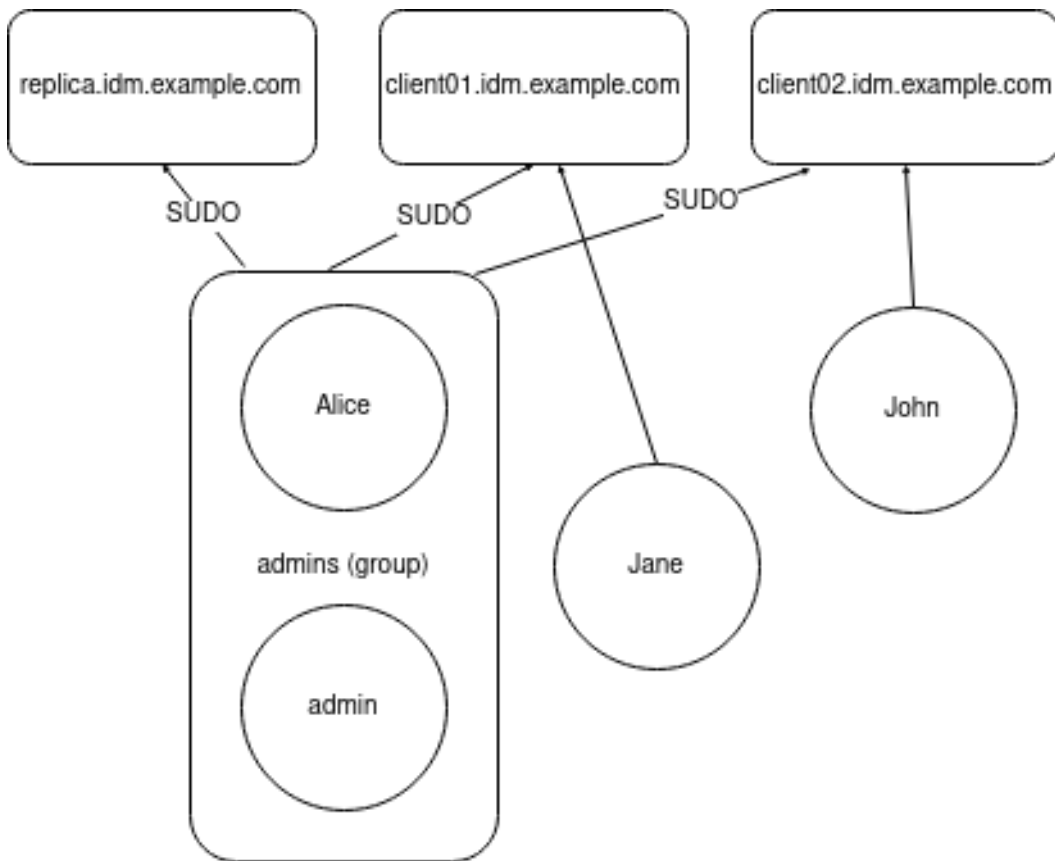 replica.idm.example.com
client01.idm.example.com
client02.idm.example.com
SUDO
SUDO
SUDO
Alice
John
admins (group)
Jane
admin